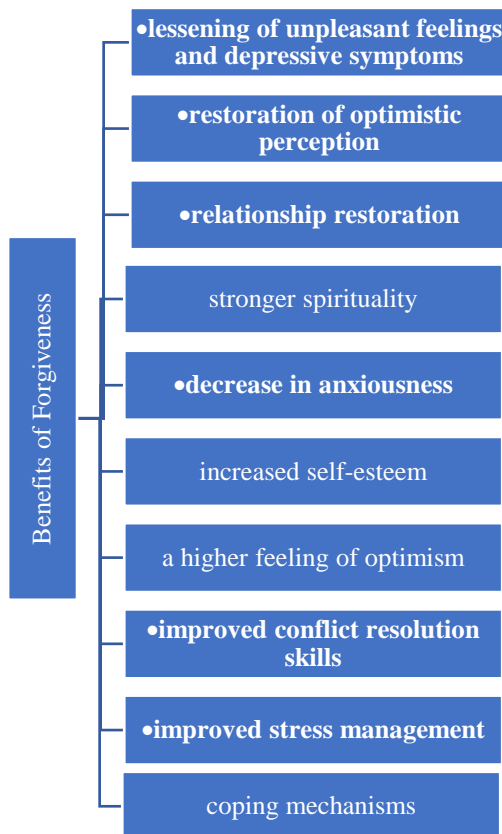 Benefits of Forgiveness
•lessening of unpleasant feelings
and depressive symptoms
•restoration of optimistic
perception
•relationship restoration
stronger spirituality
•decrease in anxiousness
increased self-esteem
a higher feeling of optimism
•improved conflict resolution
skills
•improved stress management
coping mechanisms